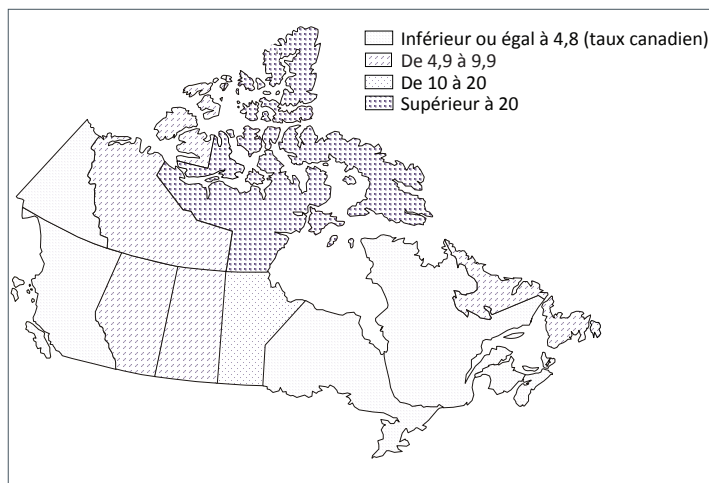 Inférieur ou égal à 4,8 (taux canadien)
De 4,9 à 9,9
De 10 à 20
Supérieur à 20